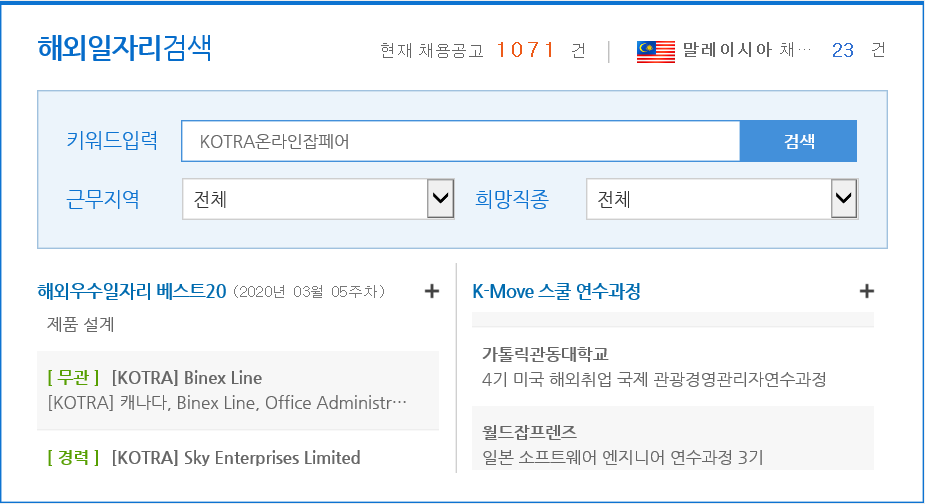 해외일자리검색
현재 채용공고 1071 건 | 말레이시아 채… 23 건
키워드입력 KOTRA온라인잡페어 검색
근무지역 전체 희망직종 전체
해외우수일자리 베스트20 (2020년 03월 05주차) +
제품 설계
[ 무관 ] [KOTRA] Binex Line
[KOTRA] 캐나다, Binex Line, Office Administr…
[ 경력 ] [KOTRA] Sky Enterprises Limited
K-Move 스쿨 연수과정 +
가톨릭관동대학교
4기 미국 해외취업 국제 관광경영관리자연수과정
월드잡프렌즈
일본 소프트웨어 엔지니어 연수과정 3기